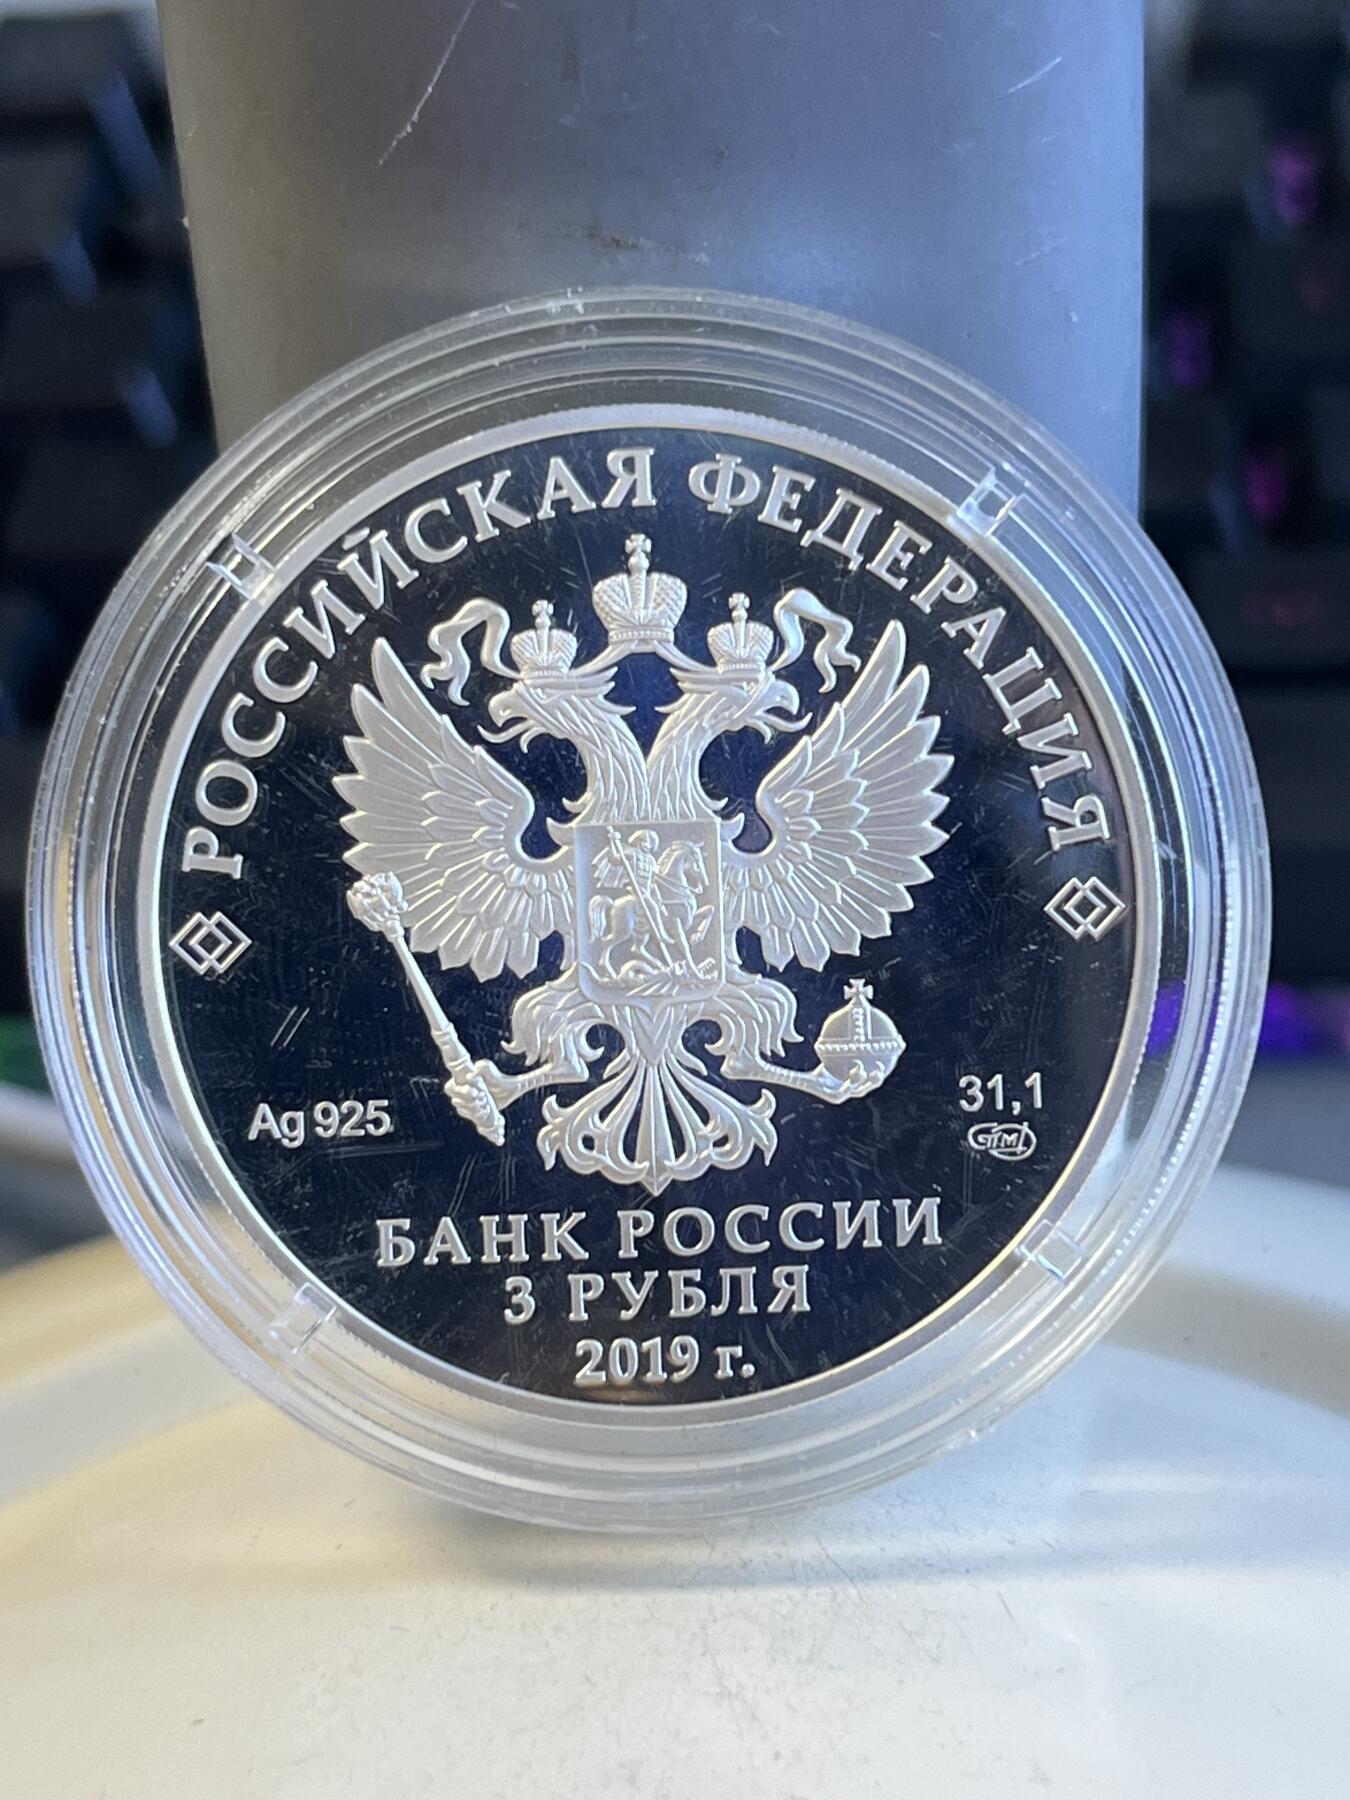 РОССИЙСКАЯ ФЕДЕРАЦИЯ
Ag 925
31,1
СПМД
БАНК РОССИИ
3 РУБЛЯ
2019 г.